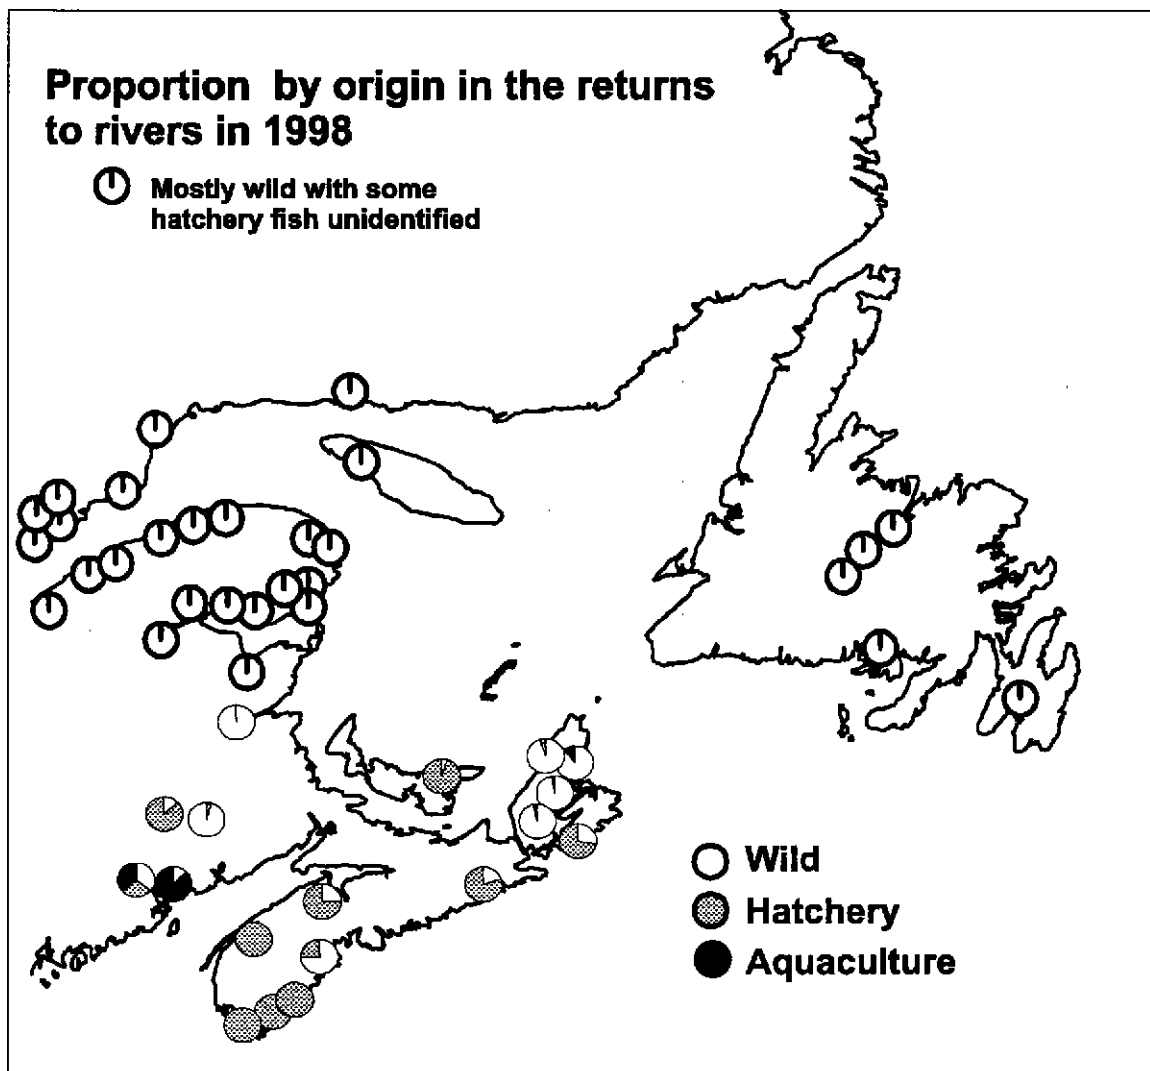 Proportion by origin in the returns
to rivers in 1998
Mostly wild with some
hatchery fish unidentified
Wild
Hatchery
Aquaculture